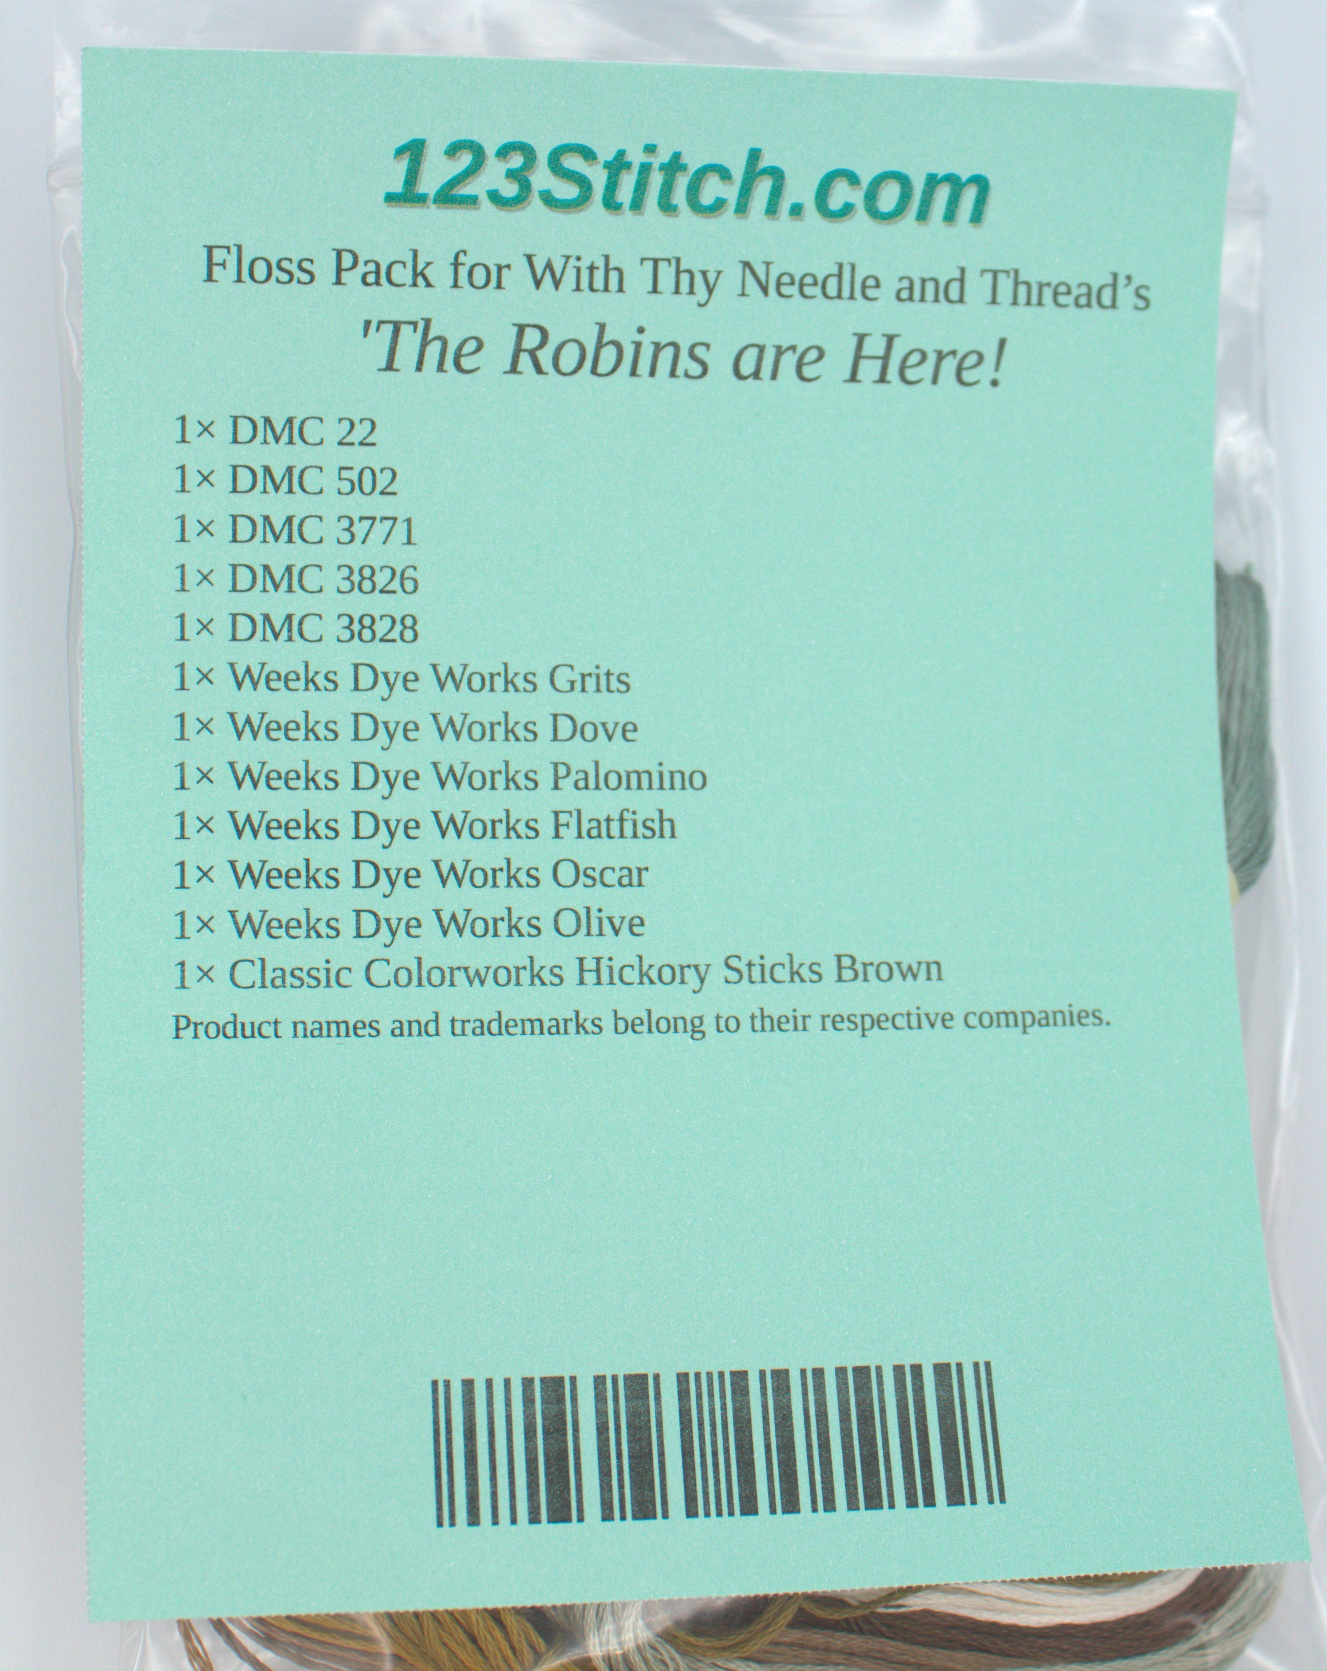 123Stitch.com
Floss Pack for With Thy Needle and Thread’s
'The Robins are Here!
1× DMC 22
1× DMC 502
1× DMC 3771
1× DMC 3826
1× DMC 3828
1× Weeks Dye Works Grits
1× Weeks Dye Works Dove
1× Weeks Dye Works Palomino
1× Weeks Dye Works Flatfish
1× Weeks Dye Works Oscar
1× Weeks Dye Works Olive
1× Classic Colorworks Hickory Sticks Brown
Product names and trademarks belong to their respective companies.